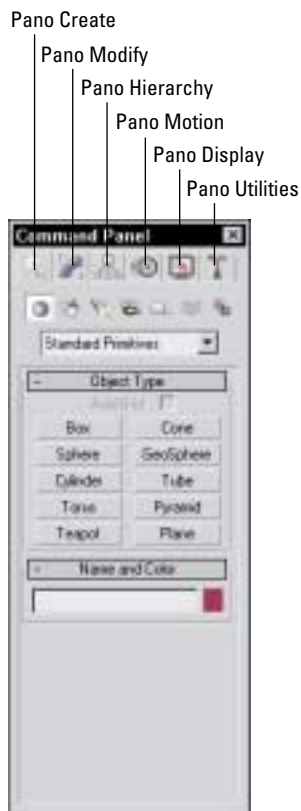 Pano Create
Pano Modify
Pano Hierarchy
Pano Motion
Pano Display
Pano Utilities
Command Panel
Standard Primitives
- Object Type
Box Cone
Sphere GeoSphere
Cylinder Tube
Torus Pyramid
Teapot Plane
- Name and Color